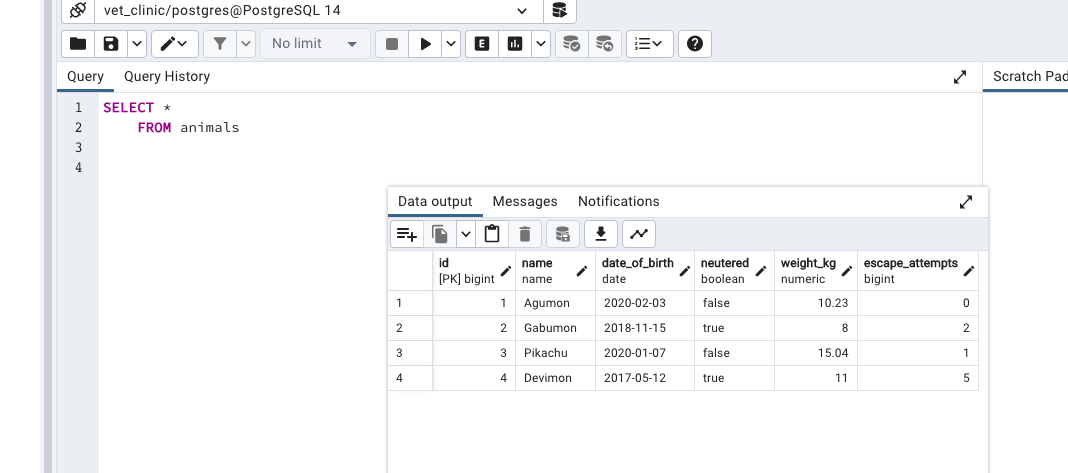 vet_clinic/postgres@PostgreSQL 14
No limit
E
Query Query History Scratch Pad
1 SELECT *
2 FROM animals
3
4
Data output Messages Notifications
id name date_of_birth neutered weight_kg escape_attempts
[PK] bigint name date boolean numeric bigint
1 1 Agumon 2020-02-03 false 10.23 0
2 2 Gabumon 2018-11-15 true 8 2
3 3 Pikachu 2020-01-07 false 15.04 1
4 4 Devimon 2017-05-12 true 11 5